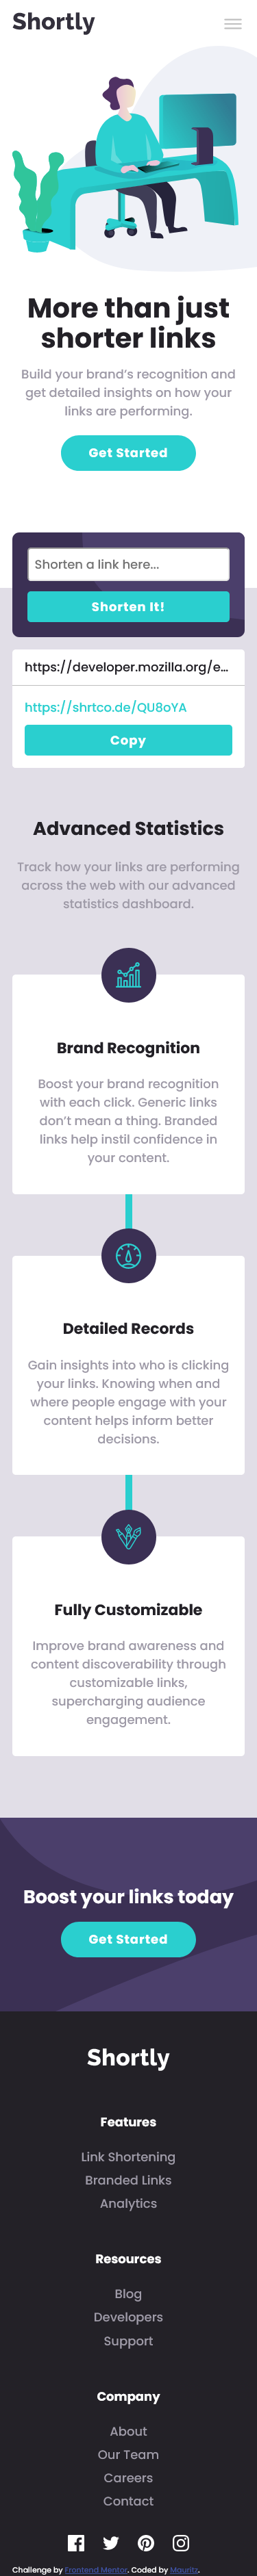 Shortly
More than just
shorter links
Build your brand’s recognition and
get detailed insights on how your
links are performing.
Get Started
Shorten a link here...
Shorten It!
https://developer.mozilla.org/e...
https://shrtco.de/QU8oYA
Copy
Advanced Statistics
Track how your links are performing
across the web with our advanced
statistics dashboard.
Brand Recognition
Boost your brand recognition
with each click. Generic links
don’t mean a thing. Branded
links help instil confidence in
your content.
Detailed Records
Gain insights into who is clicking
your links. Knowing when and
where people engage with your
content helps inform better
decisions.
Fully Customizable
Improve brand awareness and
content discoverability through
customizable links,
supercharging audience
engagement.
Boost your links today
Get Started
Shortly
Features
Link Shortening
Branded Links
Analytics
Resources
Blog
Developers
Support
Company
About
Our Team
Careers
Contact
Challenge by Frontend Mentor. Coded by Mauritz.